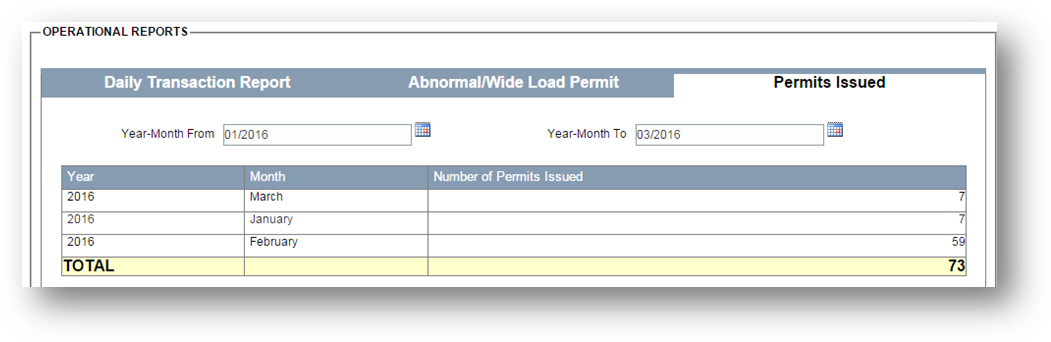 OPERATIONAL REPORTS
Daily Transaction Report Abnormal/Wide Load Permit Permits Issued
Year-Month From 01/2016 Year-Month To 03/2016
Year Month Number of Permits Issued
2016 March 7
2016 January 7
2016 February 59
TOTAL 73